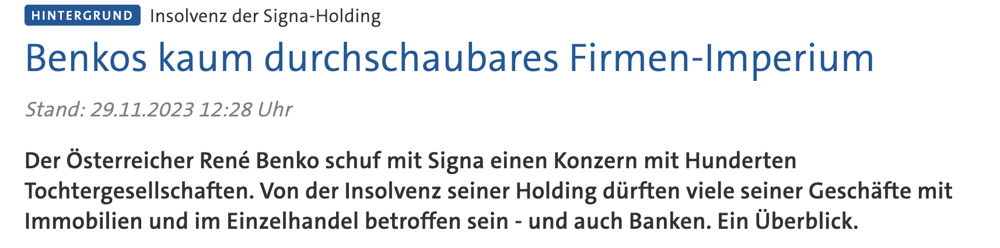 HINTERGRUND Insolvenz der Signa-Holding
Benkos kaum durchschaubares Firmen-Imperium
Stand: 29.11.2023 12:28 Uhr
Der Österreicher René Benko schuf mit Signa einen Konzern mit Hunderten
Tochtergesellschaften. Von der Insolvenz seiner Holding dürften viele seiner Geschäfte mit
Immobilien und im Einzelhandel betroffen sein - und auch Banken. Ein Überblick.